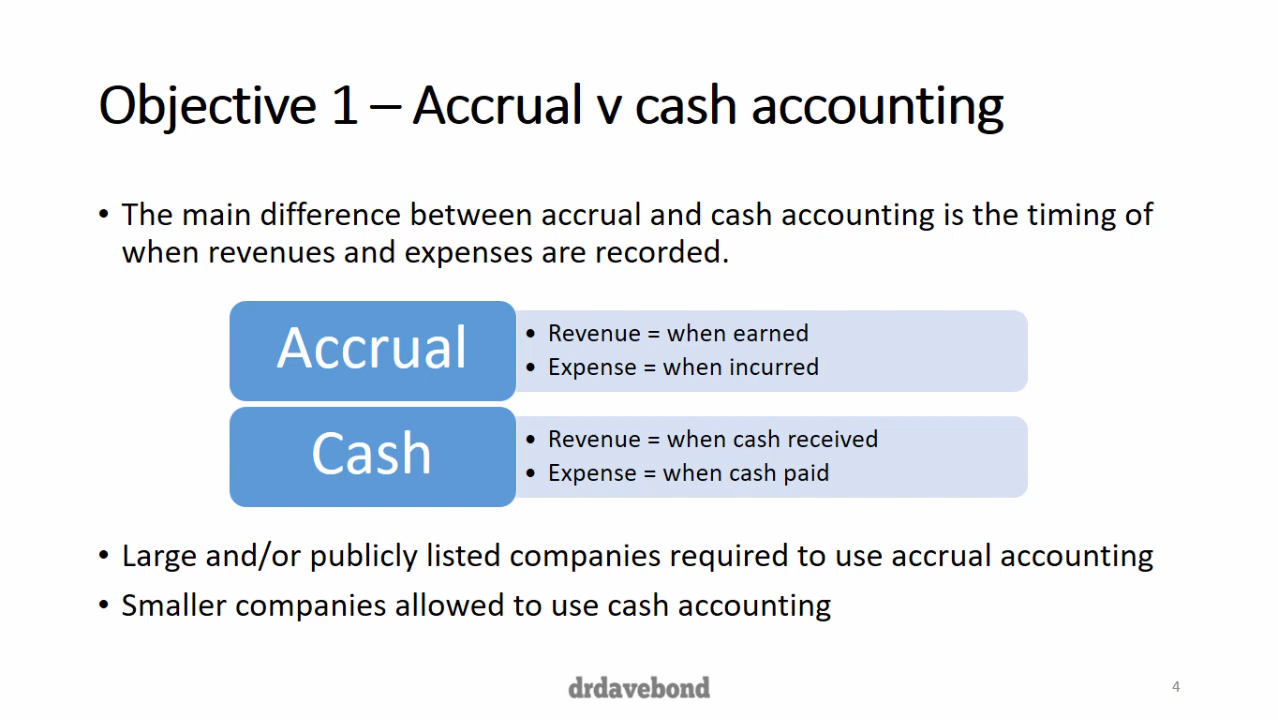 Objective 1 – Accrual v cash accounting
• The main difference between accrual and cash accounting is the timing of
when revenues and expenses are recorded.
Accrual
• Revenue = when earned
• Expense = when incurred
Cash
• Revenue = when cash received
• Expense = when cash paid
• Large and/or publicly listed companies required to use accrual accounting
• Smaller companies allowed to use cash accounting
drdavebond
4